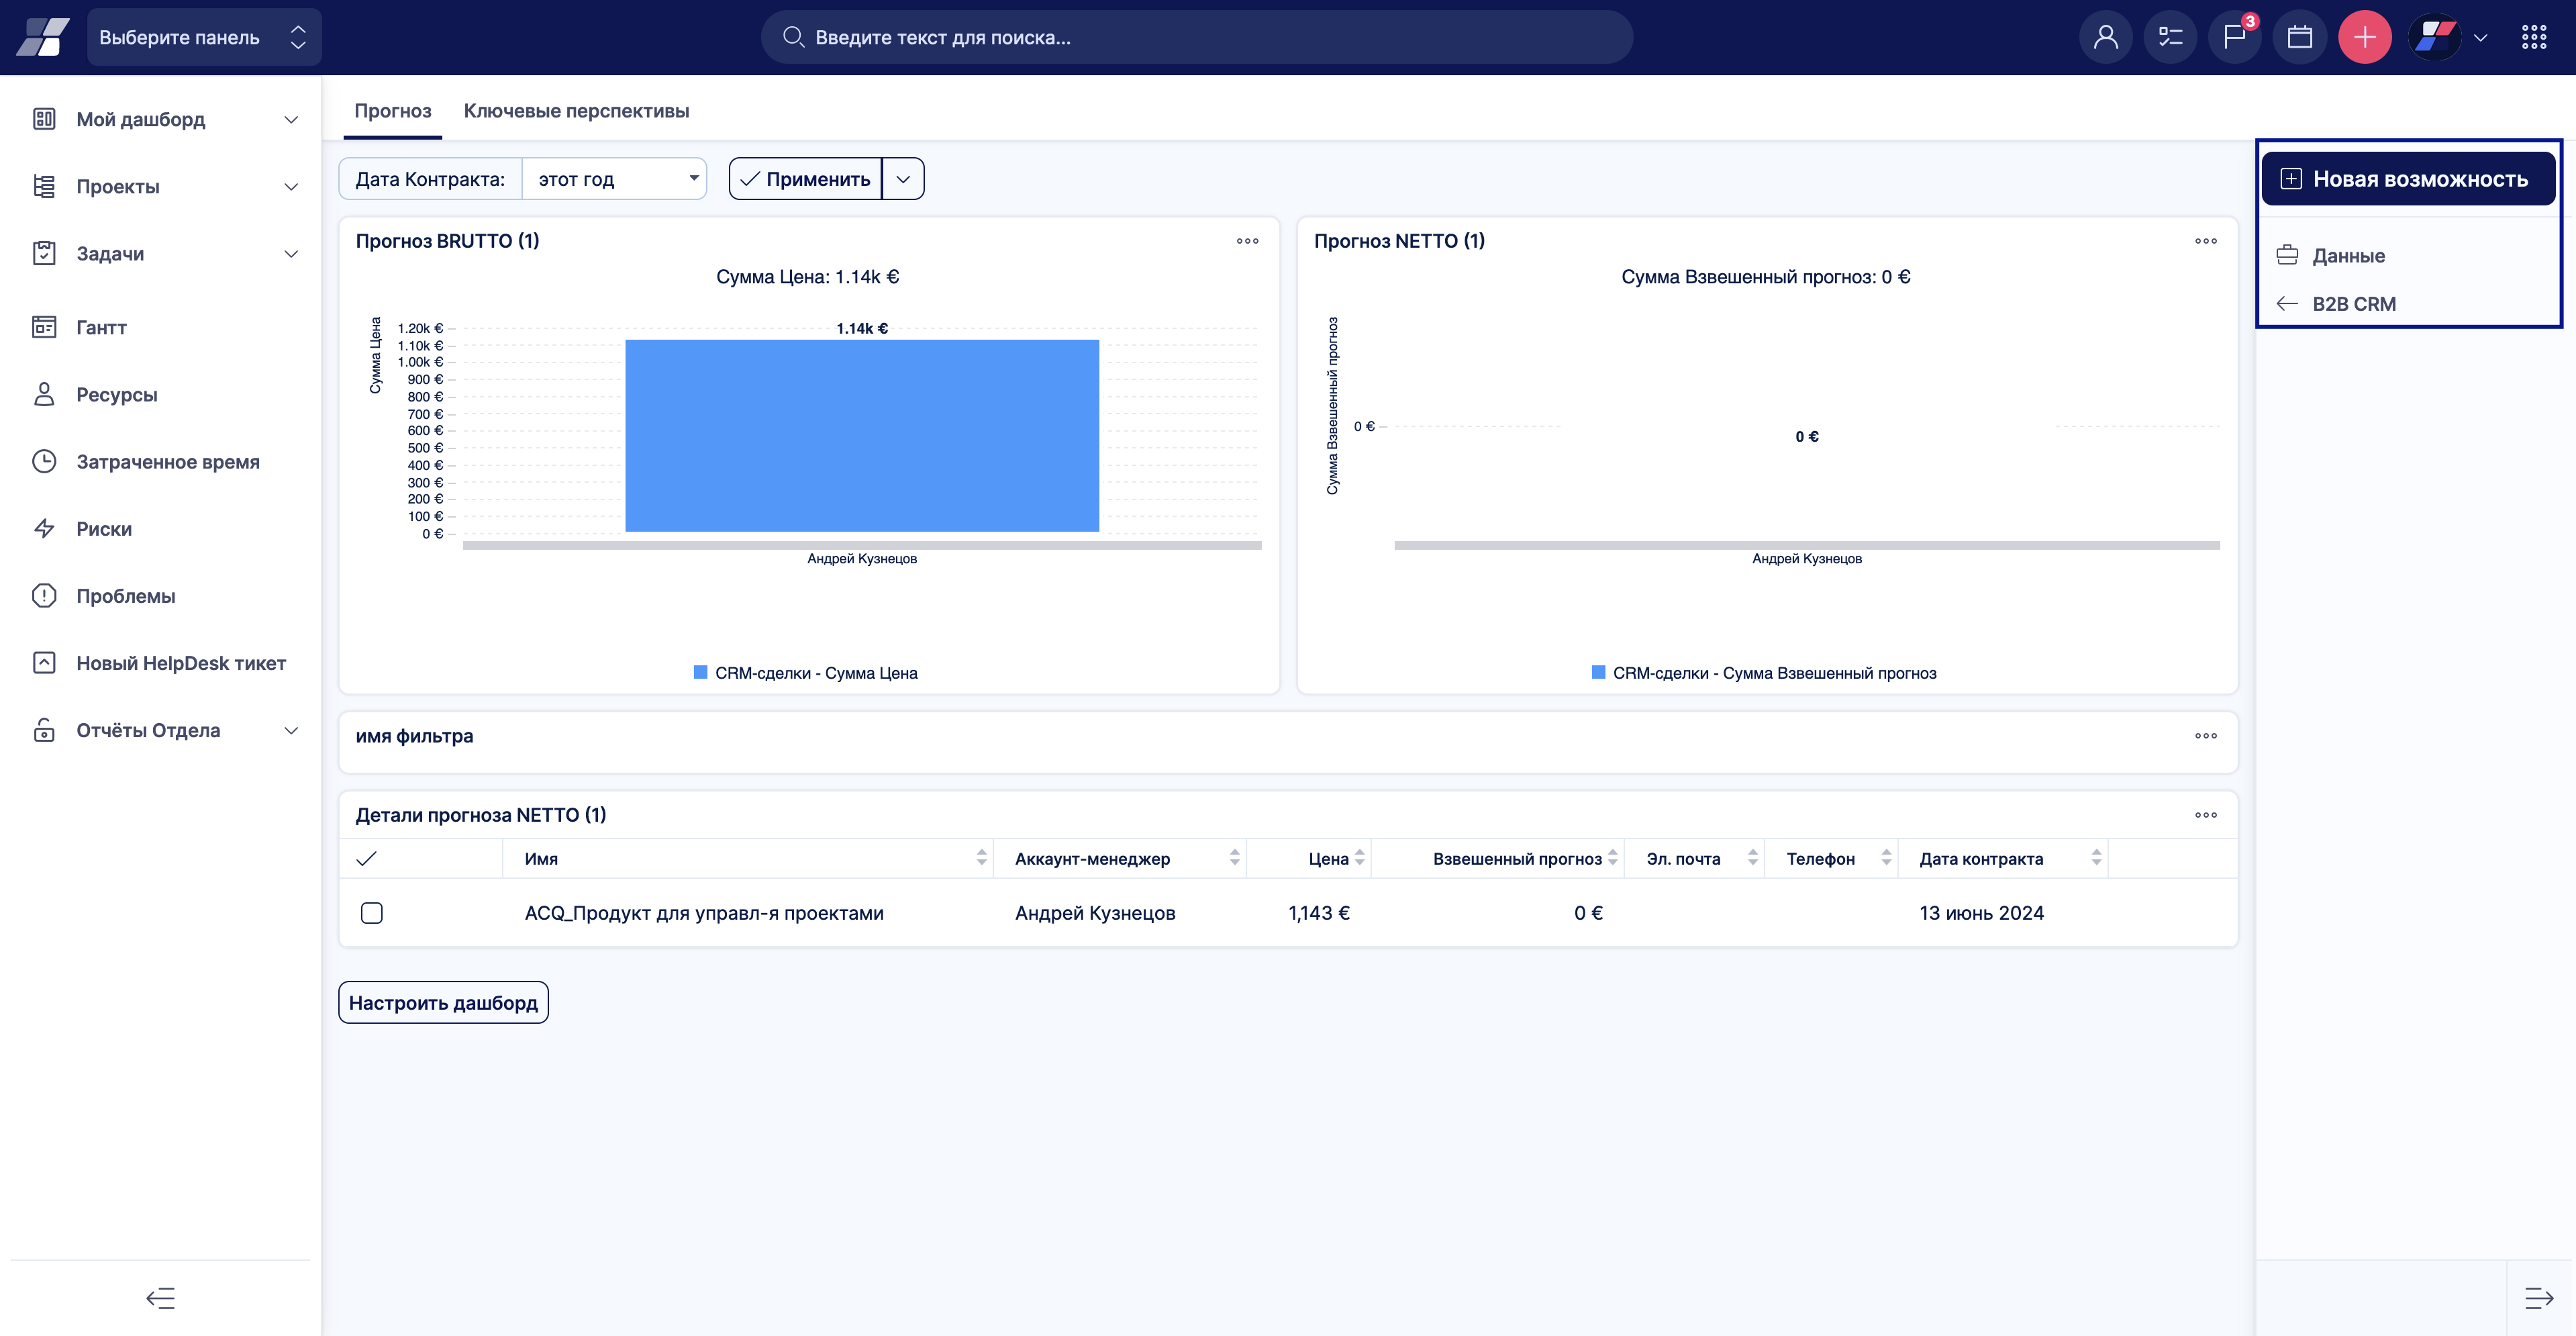 Выберите панель
Введите текст для поиска...
3
Мой дашборд
Проекты
Задачи
Гантт
Ресурсы
Затраченное время
Риски
Проблемы
Новый HelpDesk тикет
Отчёты Отдела
Прогноз
Ключевые перспективы
Дата Контракта:
этот год
Применить
Прогноз BRUTTO (1)
Сумма Цена: 1.14k €
Сумма Цена
1.20k €
1.10k €
1.00k €
900 €
800 €
700 €
600 €
500 €
400 €
300 €
200 €
100 €
0 €
1.14k €
Андрей Кузнецов
CRM-сделки - Сумма Цена
Прогноз NETTO (1)
Сумма Взвешенный прогноз: 0 €
Сумма Взвешенный прогноз
0 €
0 €
Андрей Кузнецов
CRM-сделки - Сумма Взвешенный прогноз
имя фильтра
Детали прогноза NETTO (1)
Имя Аккаунт-менеджер Цена Взвешенный прогноз Эл. почта Телефон Дата контракта
ACQ_Продукт для управл-я проектами Андрей Кузнецов 1,143 € 0 € 13 июнь 2024
Настроить дашборд
Новая возможность
Данные
B2B CRM